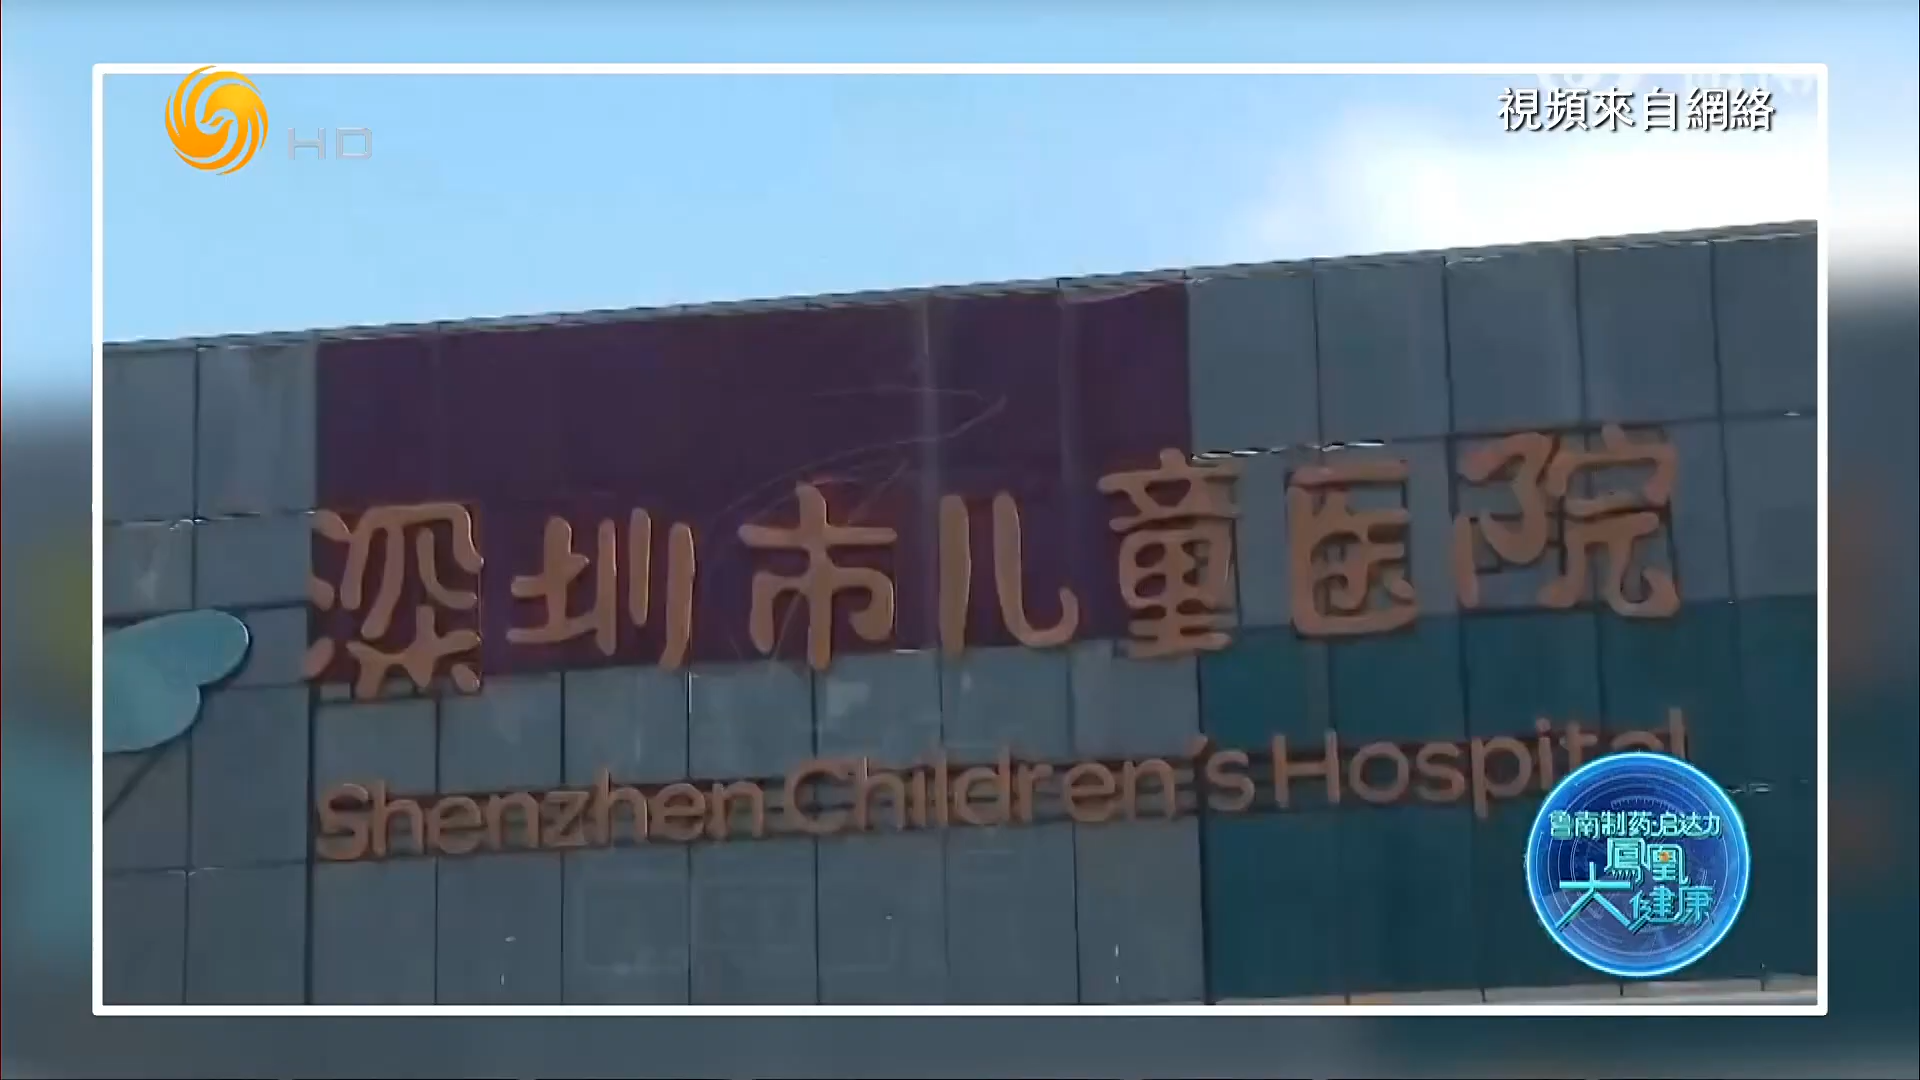 HD
視頻來自網絡
深圳市儿童医院
Shenzhen Children's Hospital
鲁南制药·启达力
鳳凰
大健康